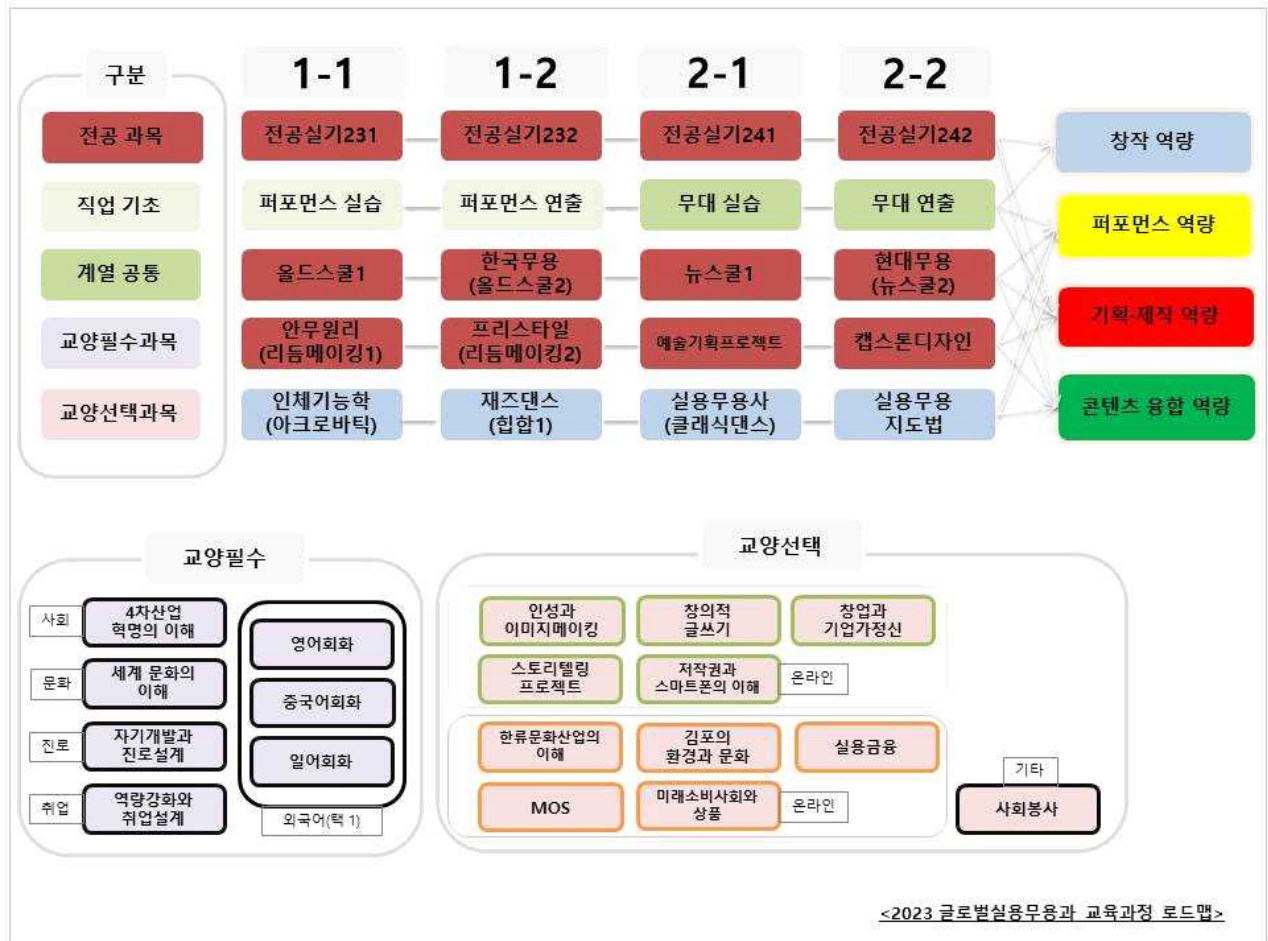 구분
1-1
1-2
2-1
2-2
전공 과목
전공실기231
전공실기232
전공실기241
전공실기242
창작 역량
직업 기초
퍼포먼스 실습
퍼포먼스 연출
무대 실습
무대 연출
퍼포먼스 역량
계열 공통
올드스쿨1
한국무용
(올드스쿨2)
뉴스쿨1
현대무용
(뉴스쿨2)
기획·제작 역량
교양필수과목
안무원리
(리듬메이킹1)
프리스타일
(리듬메이킹2)
예술기획프로젝트
캡스톤디자인
교양선택과목
인체기능학
(아크로바틱)
재즈댄스
(힙합1)
실용무용사
(클래식댄스)
실용무용
지도법
콘텐츠 융합 역량
교양필수
사회
4차산업
혁명의 이해
문화
세계 문화의
이해
진로
자기개발과
진로설계
취업
역량강화와
취업설계
영어회화
중국어회화
일어회화
외국어(택 1)
교양선택
인성과
이미지메이킹
창의적
글쓰기
창업과
기업가정신
스토리텔링
프로젝트
저작권과
스마트폰의 이해
온라인
한류문화산업의
이해
김포의
환경과 문화
실용금융
MOS
미래소비사회와
상품
온라인
기타
사회봉사
<2023 글로벌실용무용과 교육과정 로드맵>